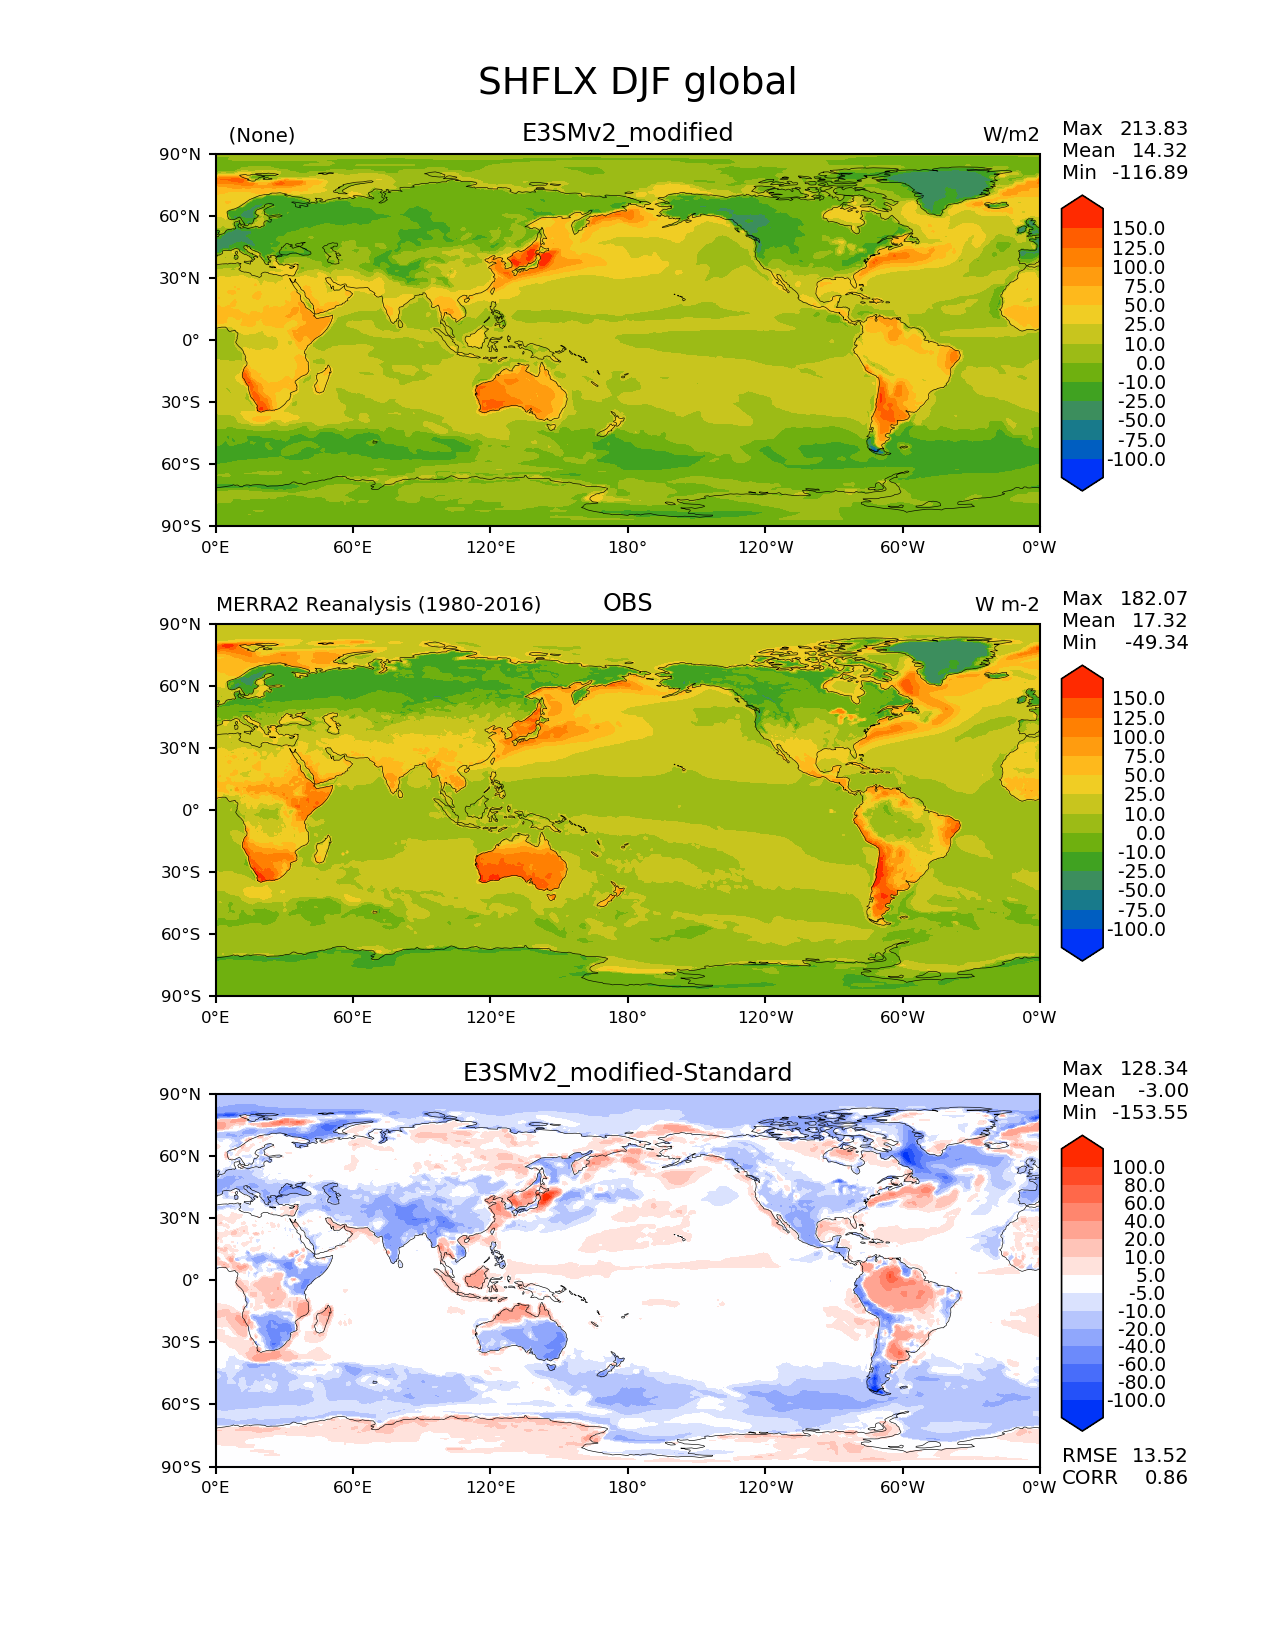 SHFLX DJF global
(None) E3SMv2_modified W/m2
Max 213.83
Mean 14.32
Min -116.89
90°N
60°N
30°N
0°
30°S
60°S
90°S
0°E 60°E 120°E 180° 120°W 60°W 0°W
150.0
125.0
100.0
75.0
50.0
25.0
10.0
0.0
-10.0
-25.0
-50.0
-75.0
-100.0
MERRA2 Reanalysis (1980-2016) OBS W m-2
Max 182.07
Mean 17.32
Min -49.34
90°N
60°N
30°N
0°
30°S
60°S
90°S
0°E 60°E 120°E 180° 120°W 60°W 0°W
150.0
125.0
100.0
75.0
50.0
25.0
10.0
0.0
-10.0
-25.0
-50.0
-75.0
-100.0
E3SMv2_modified-Standard
Max 128.34
Mean -3.00
Min -153.55
90°N
60°N
30°N
0°
30°S
60°S
90°S
0°E 60°E 120°E 180° 120°W 60°W 0°W
100.0
80.0
60.0
40.0
20.0
10.0
5.0
-5.0
-10.0
-20.0
-40.0
-60.0
-80.0
-100.0
RMSE 13.52
CORR 0.86